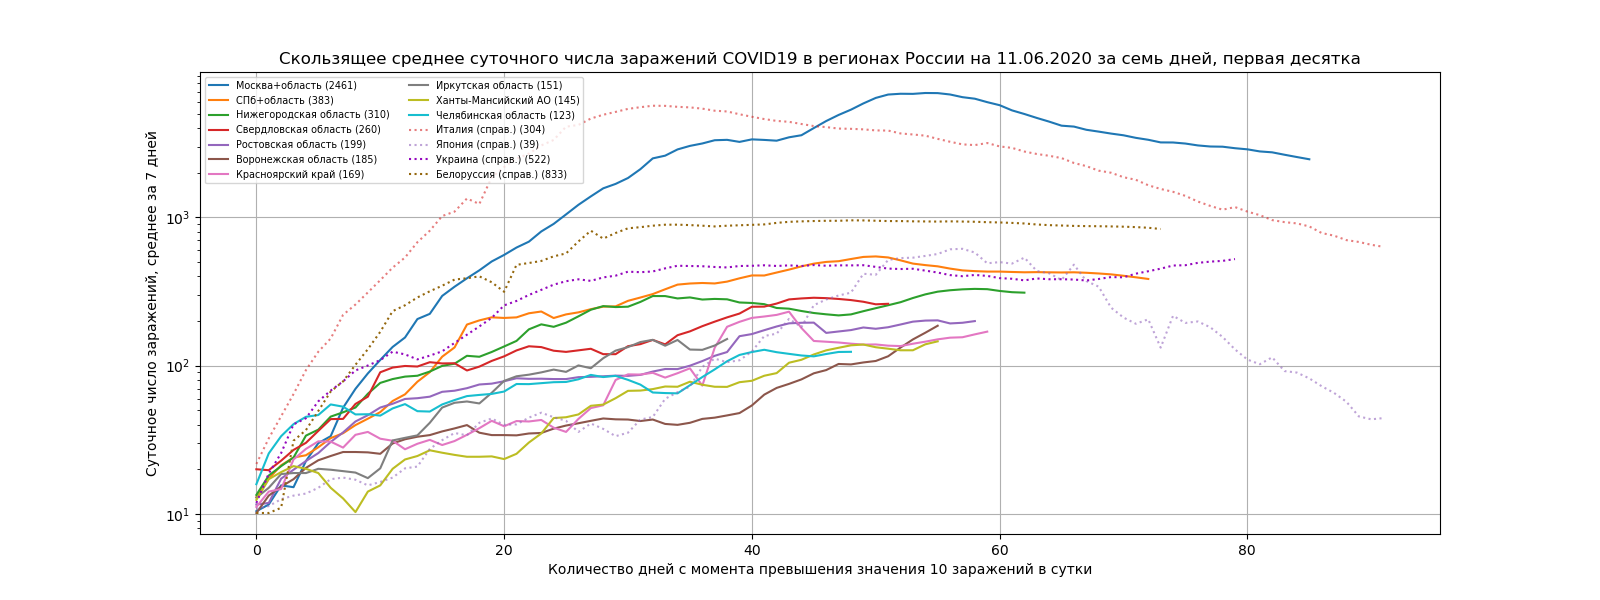 Скользящее среднее суточного числа заражений COVID19 в регионах России на 11.06.2020 за семь дней, первая десятка
Суточное число заражений, среднее за 7 дней
Москва+область (2461)
СПб+область (383)
Нижегородская область (310)
Свердловская область (260)
Ростовская область (199)
Воронежская область (185)
Красноярский край (169)
Иркутская область (151)
Ханты-Мансийский АО (145)
Челябинская область (123)
Италия (справ.) (304)
Япония (справ.) (39)
Украина (справ.) (522)
Белоруссия (справ.) (833)
10³
10²
10¹
0 20 40 60 80
Количество дней с момента превышения значения 10 заражений в сутки